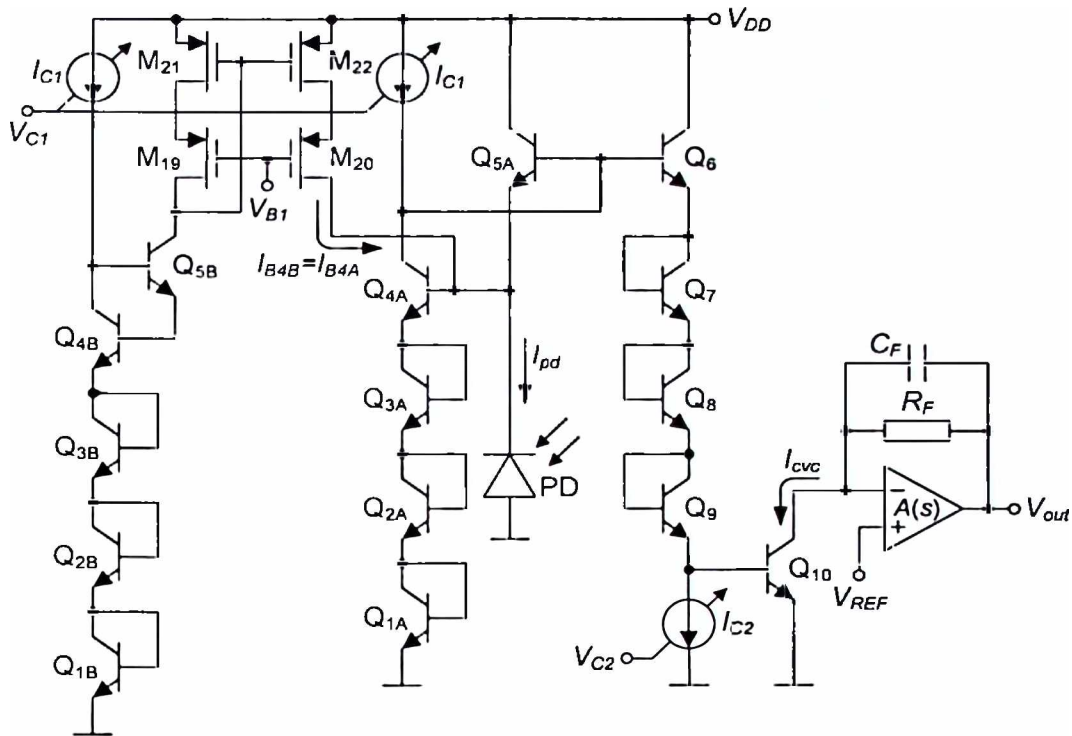 V_DD
M_21
M_22
I_C1
I_C1
V_C1
M_19
M_20
Q_5A
Q_6
V_B1
Q_5B
I_B4B=I_B4A
Q_4A
Q_7
Q_4B
I_pd
C_F
Q_3A
Q_8
R_F
Q_3B
I_cvc
PD
Q_2A
Q_9
A(s)
V_out
Q_2B
Q_10
V_REF
Q_1A
I_C2
V_C2
Q_1B